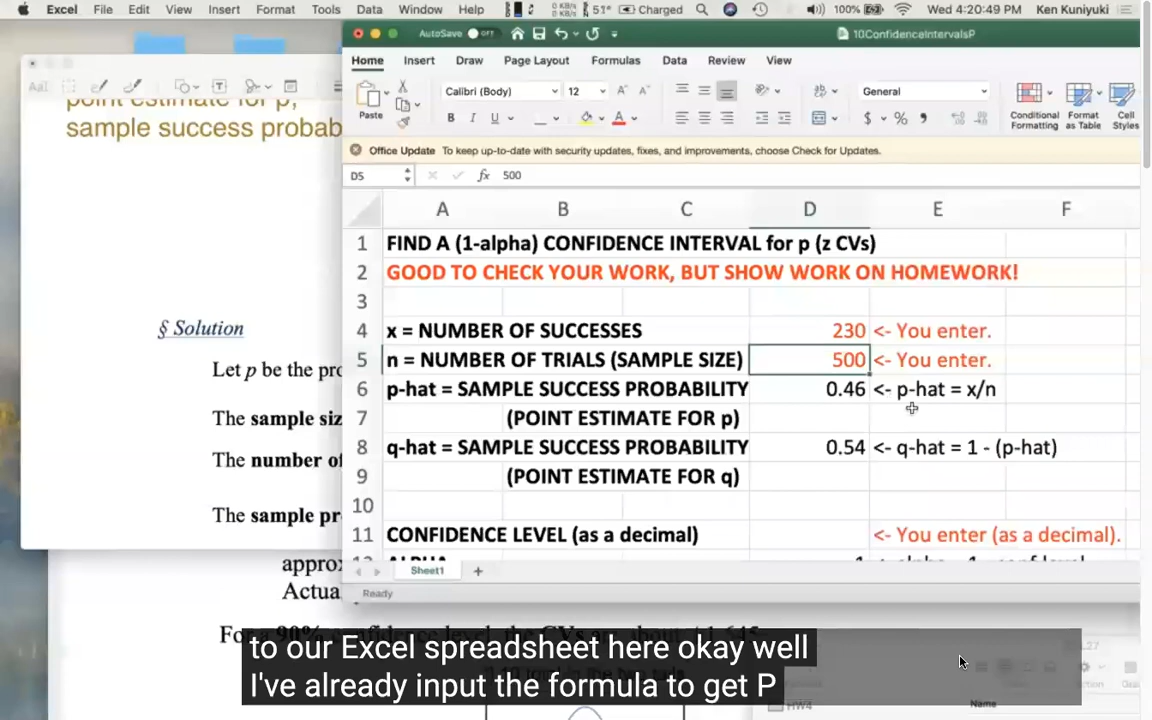 Excel File Edit View Insert Format Tools Data Window Help 51° Charged 100% Wed 4:20:49 PM Ken Kuniyuki
AutoSave OFF 10ConfidenceIntervalsP
Home Insert Draw Page Layout Formulas Data Review View
Paste Calibri (Body) 12 General
B I U A $ % Conditional Formatting Format as Table Cell Styles
Office Update To keep up-to-date with security updates, fixes, and improvements, choose Check for Updates.
D5 fx 500
A B C D E F
1 FIND A (1-alpha) CONFIDENCE INTERVAL for p (z CVs)
2 GOOD TO CHECK YOUR WORK, BUT SHOW WORK ON HOMEWORK!
3
4 x = NUMBER OF SUCCESSES 230 <- You enter.
5 n = NUMBER OF TRIALS (SAMPLE SIZE) 500 <- You enter.
6 p-hat = SAMPLE SUCCESS PROBABILITY 0.46 <- p-hat = x/n
7 (POINT ESTIMATE FOR p)
8 q-hat = SAMPLE SUCCESS PROBABILITY 0.54 <- q-hat = 1 - (p-hat)
9 (POINT ESTIMATE FOR q)
10
11 CONFIDENCE LEVEL (as a decimal) <- You enter (as a decimal).
Sheet1 +
Ready
point estimate for p,
sample success probab
§ Solution
Let p be the pro
The sample siz
The number of
The sample pr
approx
Actua
to our Excel spreadsheet here okay well
I've already input the formula to get P
HW4
Name